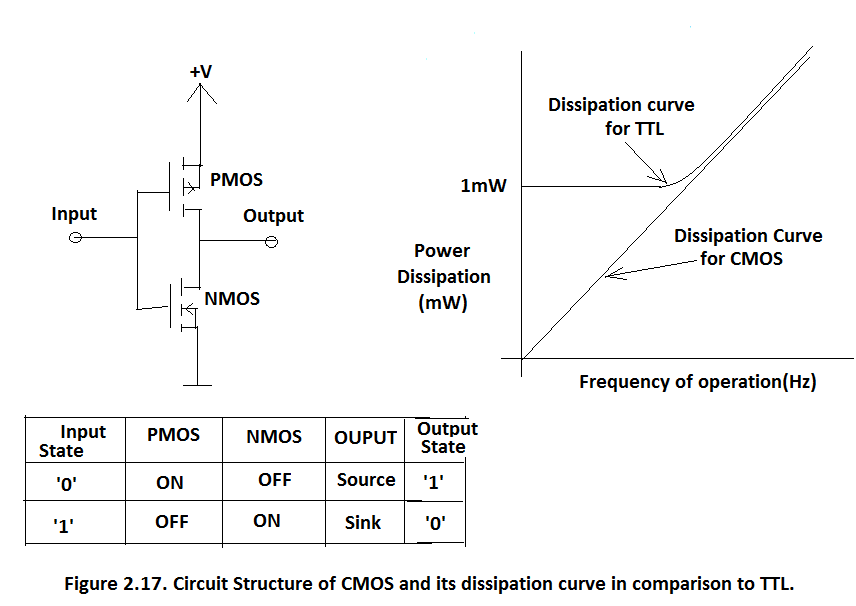 +V
PMOS
Input
Output
NMOS
Dissipation curve
for TTL
1mW
Dissipation Curve
for CMOS
Power
Dissipation
(mW)
Frequency of operation(Hz)
Input
State
PMOS
NMOS
OUPUT
Output
State
'0'
ON
OFF
Source
'1'
'1'
OFF
ON
Sink
'0'
Figure 2.17. Circuit Structure of CMOS and its dissipation curve in comparison to TTL.